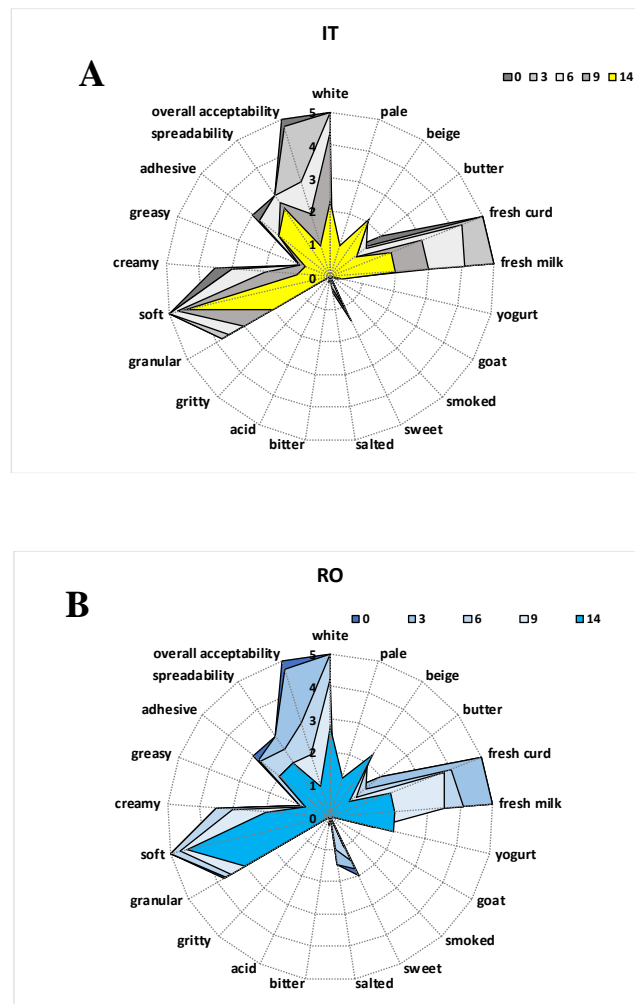 IT
A
0 3 6 9 14
white
overall acceptability
pale
spreadability
beige
adhesive
butter
greasy
fresh curd
creamy
fresh milk
soft
yogurt
granular
goat
gritty
smoked
acid
sweet
bitter
salted
5
4
3
2
1
0
RO
B
0 3 6 9 14
white
overall acceptability
pale
spreadability
beige
adhesive
butter
greasy
fresh curd
creamy
fresh milk
soft
yogurt
granular
goat
gritty
smoked
acid
sweet
bitter
salted
5
4
3
2
1
0